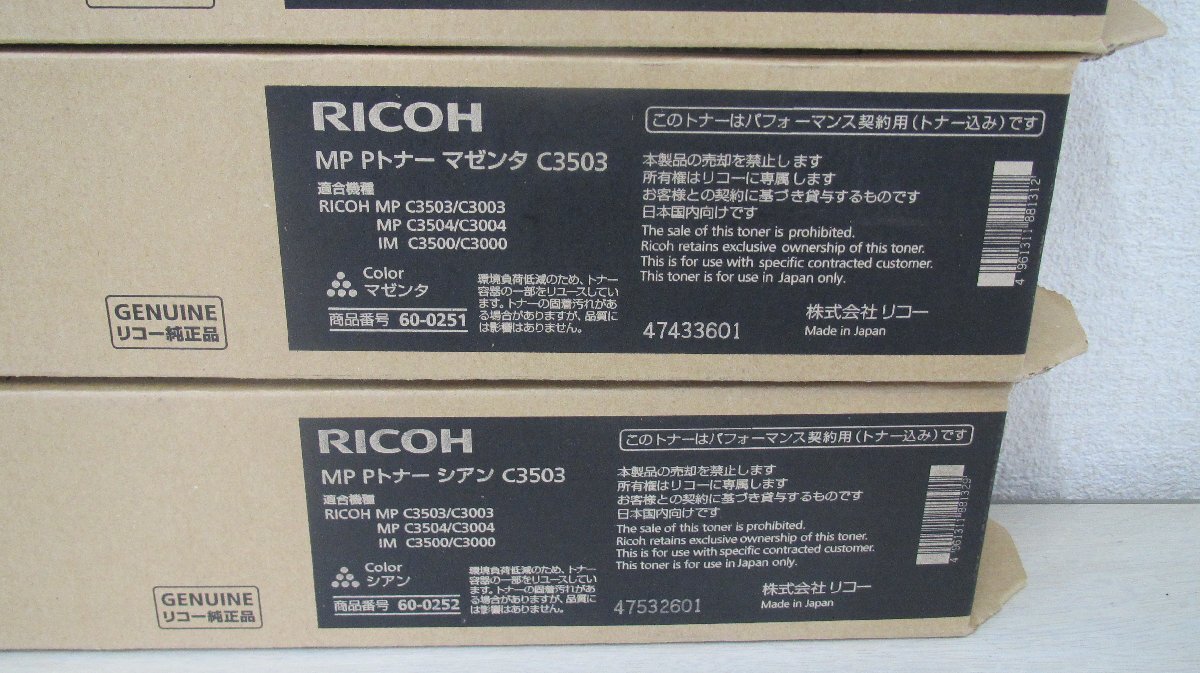 RICOH
MP Pトナー マゼンタ C3503
適合機種
RICOH MP C3503/C3003
MP C3504/C3004
IM C3500/C3000
Color
マゼンタ
商品番号 60-0251
環境負荷低減のため、トナー
容器の一部をリユースしてい
ます。トナーの固着汚れがあ
る場合がありますが、品質に
は影響はありません。
このトナーはパフォーマンス契約用(トナー込み)です
本製品の売却を禁止します
所有権はリコーに専属します
お客様との契約に基づき貸与するものです
日本国内向けです
The sale of this toner is prohibited.
Ricoh retains exclusive ownership of this toner.
This is for use with specific contracted customer.
This toner is for use in Japan only.
47433601
株式会社 リコー
Made in Japan
4 961311 881312
GENUINE
リコー純正品
RICOH
MP Pトナー シアン C3503
適合機種
RICOH MP C3503/C3003
MP C3504/C3004
IM C3500/C3000
Color
シアン
商品番号 60-0252
環境負荷低減のため、トナー
容器の一部をリユースしてい
ます。トナーの固着汚れがあ
る場合がありますが、品質に
は影響はありません。
このトナーはパフォーマンス契約用(トナー込み)です
本製品の売却を禁止します
所有権はリコーに専属します
お客様との契約に基づき貸与するものです
日本国内向けです
The sale of this toner is prohibited.
Ricoh retains exclusive ownership of this toner.
This is for use with specific contracted customer.
This toner is for use in Japan only.
47532601
株式会社 リコー
Made in Japan
4 961311 881329
GENUINE
リコー純正品